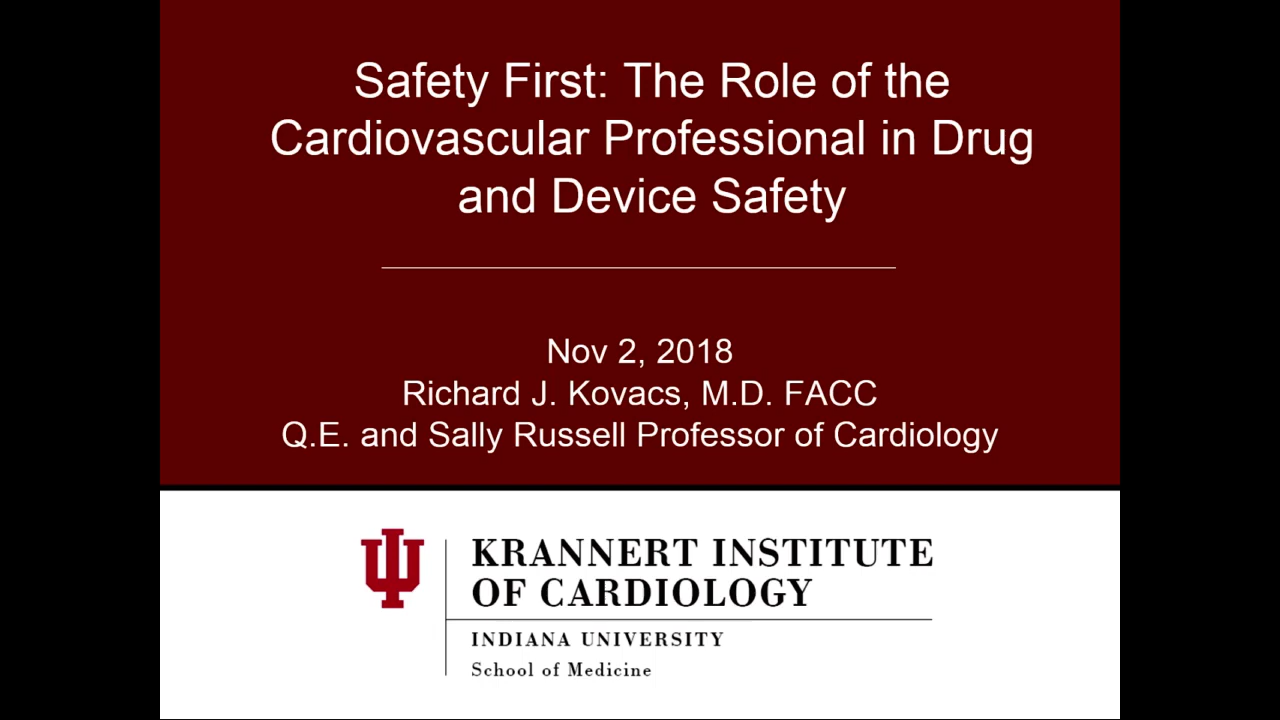 Safety First: The Role of the
Cardiovascular Professional in Drug
and Device Safety
Nov 2, 2018
Richard J. Kovacs, M.D. FACC
Q.E. and Sally Russell Professor of Cardiology
KRANNERT INSTITUTE
OF CARDIOLOGY
INDIANA UNIVERSITY
School of Medicine